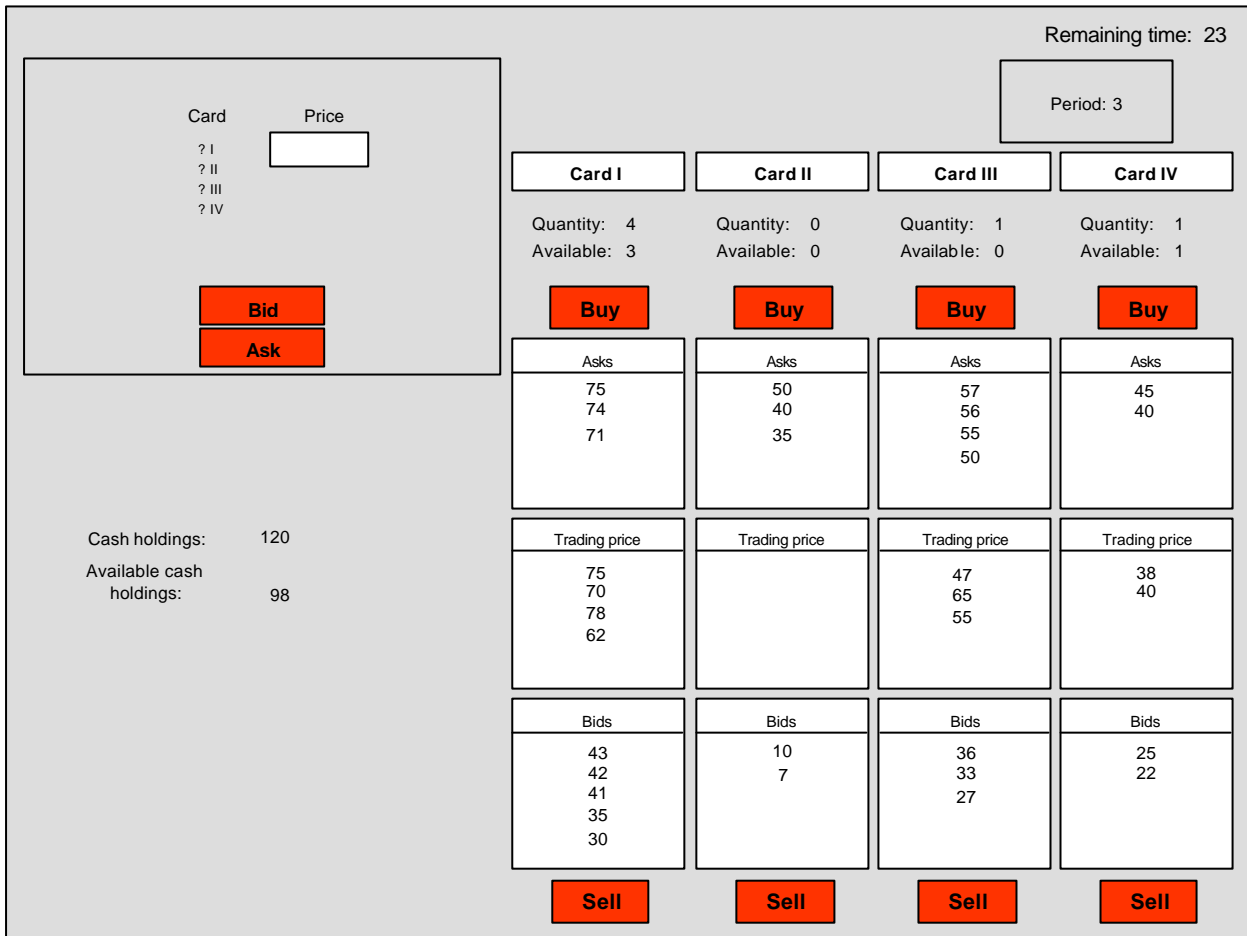 Remaining time: 23
Period: 3
Card Price
? I
? II
? III
? IV
Bid
Ask
Cash holdings: 120
Available cash
holdings: 98
Card I
Quantity: 4
Available: 3
Buy
Asks
75
74
71
Trading price
75
70
78
62
Bids
43
42
41
35
30
Sell
Card II
Quantity: 0
Available: 0
Buy
Asks
50
40
35
Trading price
Bids
10
7
Sell
Card III
Quantity: 1
Available: 0
Buy
Asks
57
56
55
50
Trading price
47
65
55
Bids
36
33
27
Sell
Card IV
Quantity: 1
Available: 1
Buy
Asks
45
40
Trading price
38
40
Bids
25
22
Sell